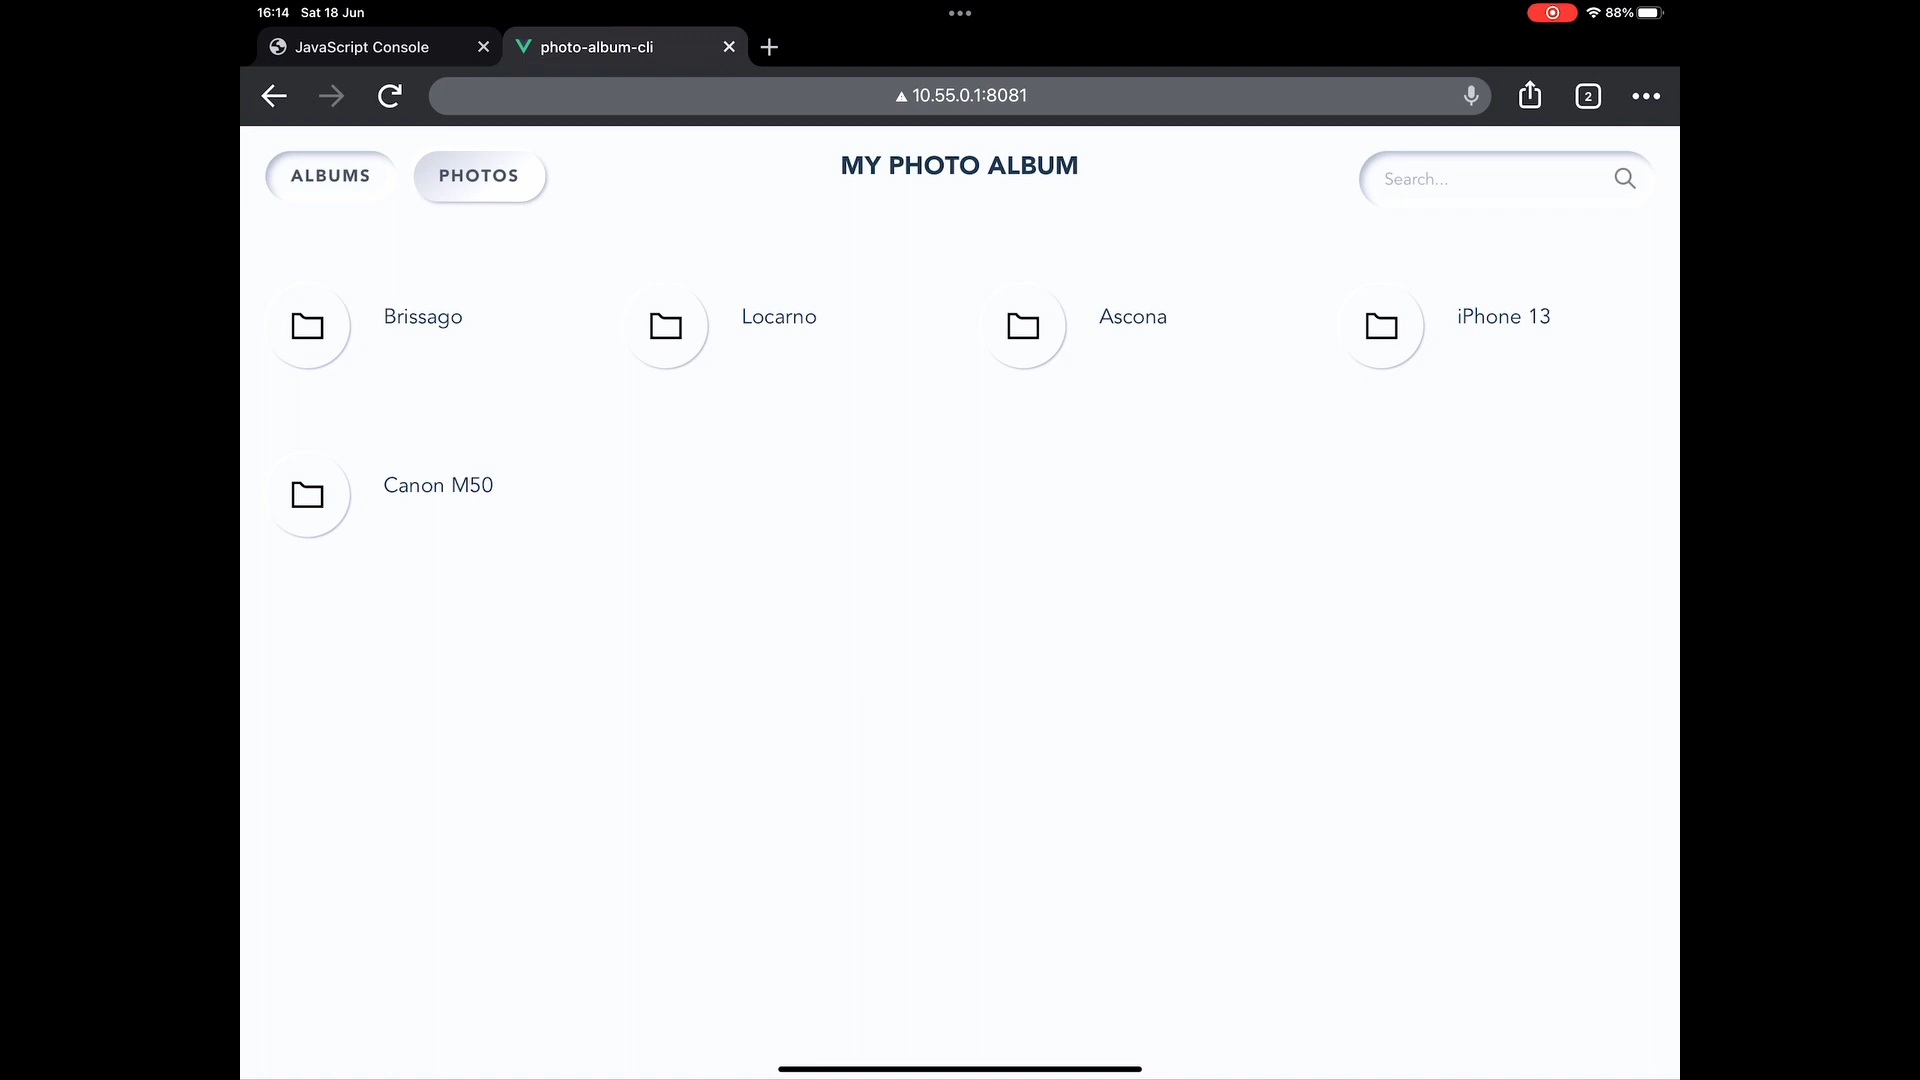 16:14 Sat 18 Jun
88%
JavaScript Console
photo-album-cli
10.55.0.1:8081
2
ALBUMS
PHOTOS
MY PHOTO ALBUM
Search...
Brissago
Locarno
Ascona
iPhone 13
Canon M50